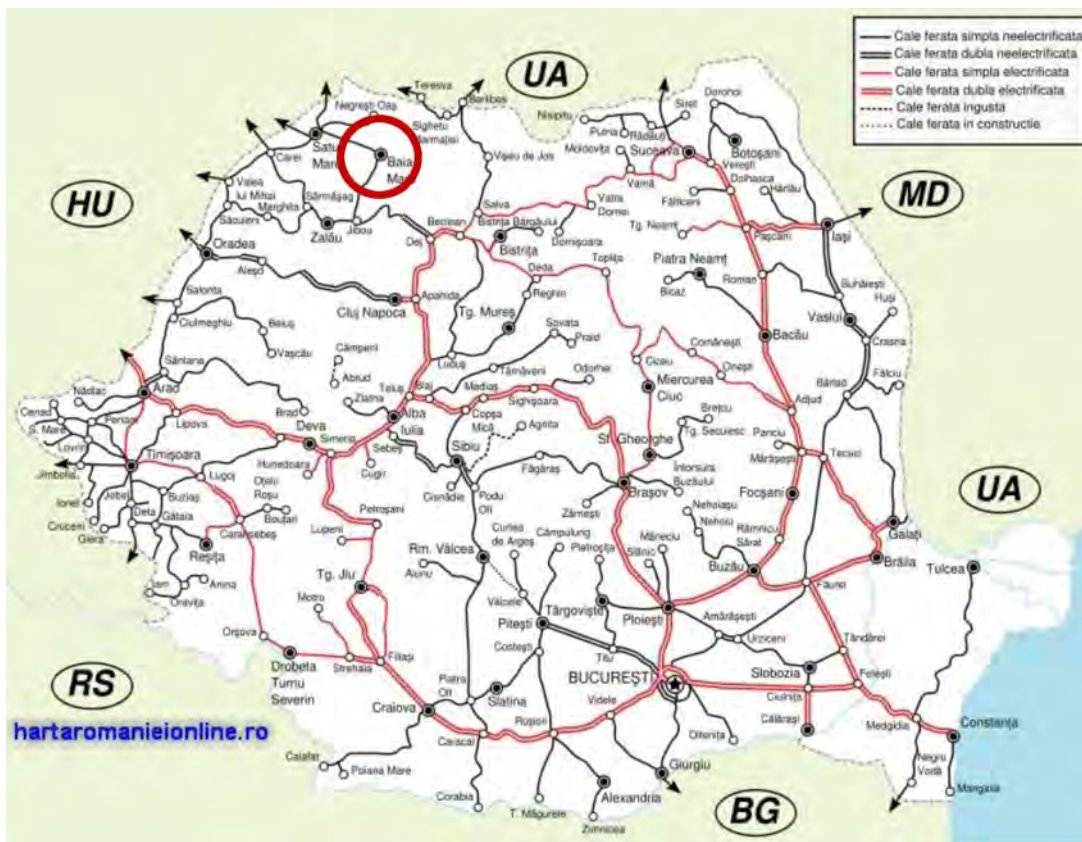 UA
Cale ferata simpla neelectrificata
Cale ferata dubla neelectrificata
Cale ferata simpla electrificata
Cale ferata dubla electrificata
Cale ferata ingusta
Cale ferata in constructie
Teresva
Negrești Oaș
Sighetu
Marmației
Satu
Mare
Baia
Carei
Valea
lui Mihai
Marghita
Săcuieni
Sărmășag
Zalău
Jibou
HU
Vișeu de Jos
Salva
Beclean
Dej
Bistrița
Bârgăului
Bistrița
Dornișoara
Vatra
Dornei
Nisipitu
Putna
Rădăuți
Siret
Moldovița
Vamă
Suceava
Dorohoi
Botoșani
Verești
Dolhasca
Hârlău
Fălticeni
Tg. Neamț
Pașcani
Iași
MD
Oradea
Aleșd
Cluj Napoca
Apahida
Deda
Reghin
Tg. Mureș
Toplița
Piatra Neamț
Bicaz
Roman
Buhăiești
Huși
Vaslui
Crasna
Bacău
Salonta
Ciumeghiu
Beiuș
Vașcău
Luduș
Sovata
Praid
Târnăveni
Odorhei
Ciceu
Miercurea
Ciuc
Comănești
Onești
Adjud
Bârlad
Fălciu
Câmpeni
Abrud
Zlatna
Teiuș
Blaj
Mediaș
Sighișoara
Copșa
Mică
Agnita
Alba
Iulia
Nădlac
Sântana
Arad
Brad
Deva
Simeria
Sebeș
Sibiu
Cugir
Hunedoara
Cenad
S. Mare
Lovrin
Periam
Lipova
Timișoara
Jimbolia
Lugoj
Ionel
Jebel
Buziaș
Cruceni
Deta
Gătaia
Giera
Oțelu
Roșu
Bouțari
Caransebeș
Reșița
Iam
Anina
Oravița
Cisnădie
Podu
Olt
Făgăraș
Zărnești
Brașov
Sf. Gheorghe
Brețcu
Tg. Secuiesc
Întorsura
Buzăului
Panciu
Mărășești
Tecuci
Focșani
UA
Galați
Brăila
Tulcea
Nehoiașu
Nehoiu
Râmnicu
Sărat
Buzău
Făurei
Petroșani
Lupeni
Tg. Jiu
Motru
Rm. Vâlcea
Alunu
Curtea
de Argeș
Câmpulung
Pietroșița
Măneciu
Slănic
Vâlcele
Târgoviște
Pitești
Ploiești
Costești
Titu
Amărăști
Urziceni
Țăndărei
Slobozia
Fetești
Ciulnița
Călărași
Orșova
Drobeta
Turnu
Severin
Strehaia
Filiași
RS
Craiova
Piatra
Olt
Slatina
Caracal
Roșiori
Videle
BUCUREȘTI
Oltenița
Giurgiu
Medgidia
Constanța
Negru
Vodă
Mangalia
hartaromanieionline.ro
Calafat
Poiana Mare
Corabia
T. Măgurele
Alexandria
Zimnicea
BG